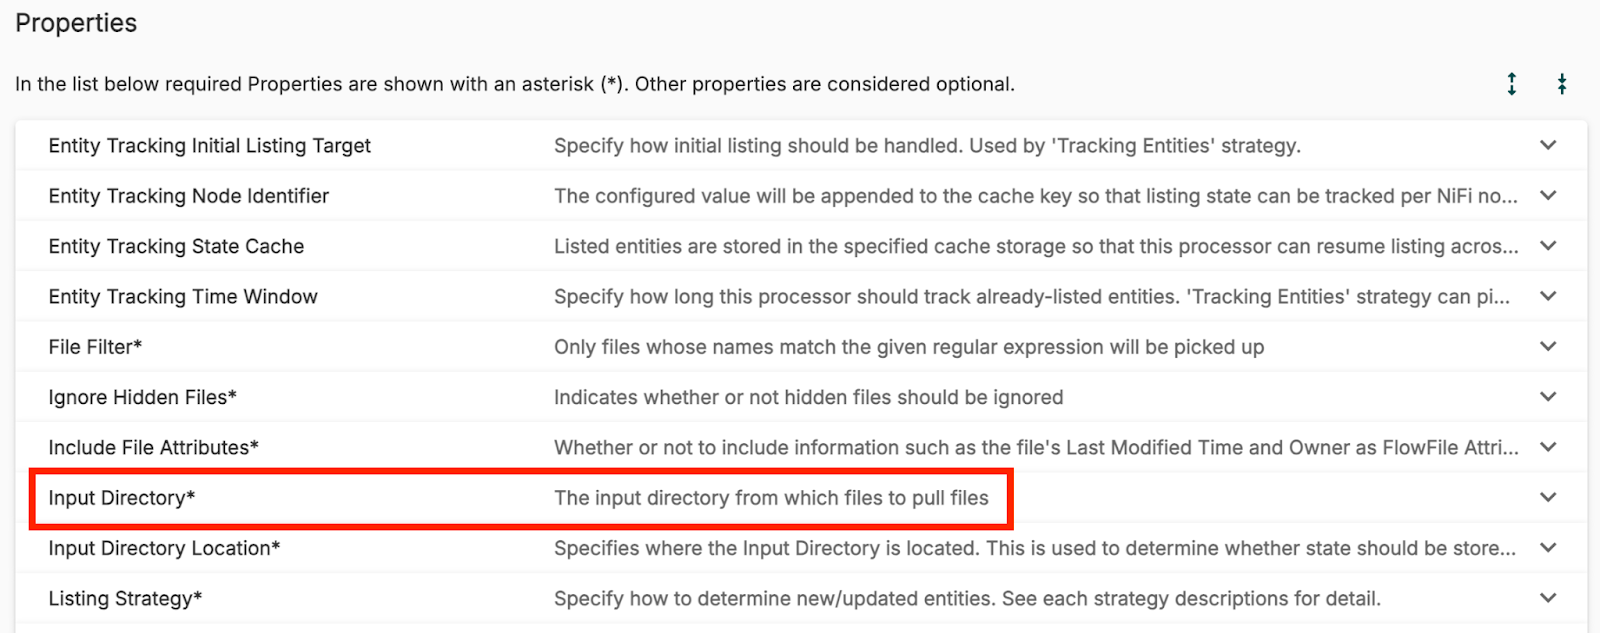 Properties
In the list below required Properties are shown with an asterisk (*). Other properties are considered optional.
Entity Tracking Initial Listing Target Specify how initial listing should be handled. Used by 'Tracking Entities' strategy.
Entity Tracking Node Identifier The configured value will be appended to the cache key so that listing state can be tracked per NiFi no...
Entity Tracking State Cache Listed entities are stored in the specified cache storage so that this processor can resume listing acros...
Entity Tracking Time Window Specify how long this processor should track already-listed entities. 'Tracking Entities' strategy can pi...
File Filter* Only files whose names match the given regular expression will be picked up
Ignore Hidden Files* Indicates whether or not hidden files should be ignored
Include File Attributes* Whether or not to include information such as the file's Last Modified Time and Owner as FlowFile Attri...
Input Directory* The input directory from which files to pull files
Input Directory Location* Specifies where the Input Directory is located. This is used to determine whether state should be store...
Listing Strategy* Specify how to determine new/updated entities. See each strategy descriptions for detail.